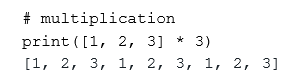 # multiplication
print([1, 2, 3] * 3)
[1, 2, 3, 1, 2, 3, 1, 2, 3]